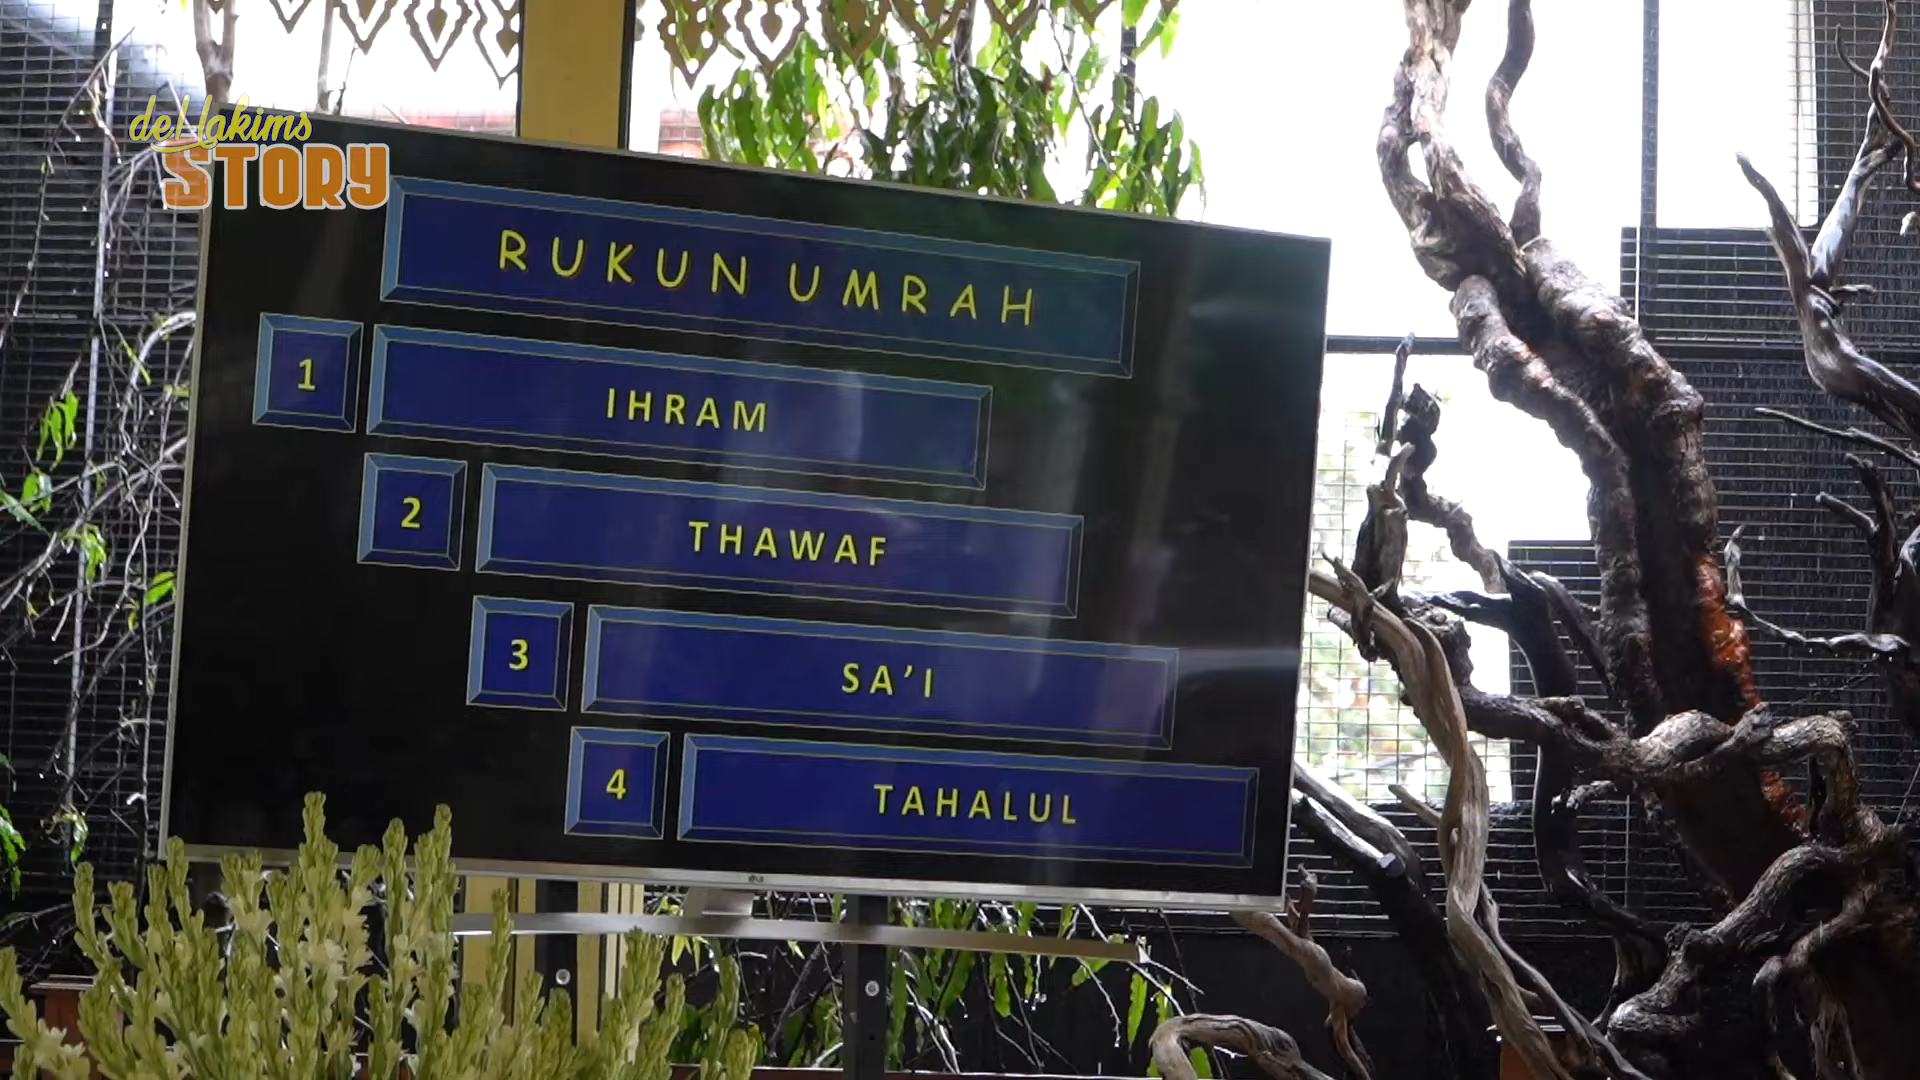 deHakims
STORY
RUKUN UMRAH
1 IHRAM
2 THAWAF
3 SA’I
4 TAHALUL